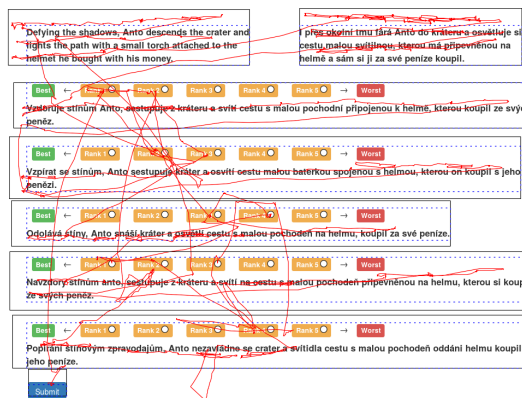 Defying the shadows, Anto descends the crater and
lights the path with a small torch attached to the
helmet he bought with his money.
I přes okolní tmu fárá Anto do kráteru a osvětluje si
cestu malou svítilnou, kterou má připevněnou na
helmě a sám si ji za své peníze koupil.
Best ← Rank 1 Rank 2 Rank 3 Rank 4 Rank 5 → Worst
Vzdoruje stínům Anto, sestupuje z kráteru a svítí cestu s malou pochodní připojenou k helmě, kterou koupil ze svý
peněz.
Best ← Rank 1 Rank 2 Rank 3 Rank 4 Rank 5 → Worst
Vzpírat se stínům, Anto sestupuje kráter a osvítí cestu malou baterkou spojenou s helmou, kterou on koupil s jeho
penězi.
Best ← Rank 1 Rank 2 Rank 3 Rank 4 Rank 5 → Worst
Odolává stíny, Anto snáší kráter a osvětlí cestu s malou pochodeň na helmu, koupil za své peníze.
Best ← Rank 1 Rank 2 Rank 3 Rank 4 Rank 5 → Worst
Navzdory stínům anto, sestupuje z kráteru a svítí na cestu s malou pochodeň připevněnou na helmu, kterou si koup
ze svých peněz.
Best ← Rank 1 Rank 2 Rank 3 Rank 4 Rank 5 → Worst
Popírání stínovým zpravodajům, Anto nezavládne se crater a svítidla cestu s malou pochodeň oddání helmu koupil
jeho peníze.
Submit